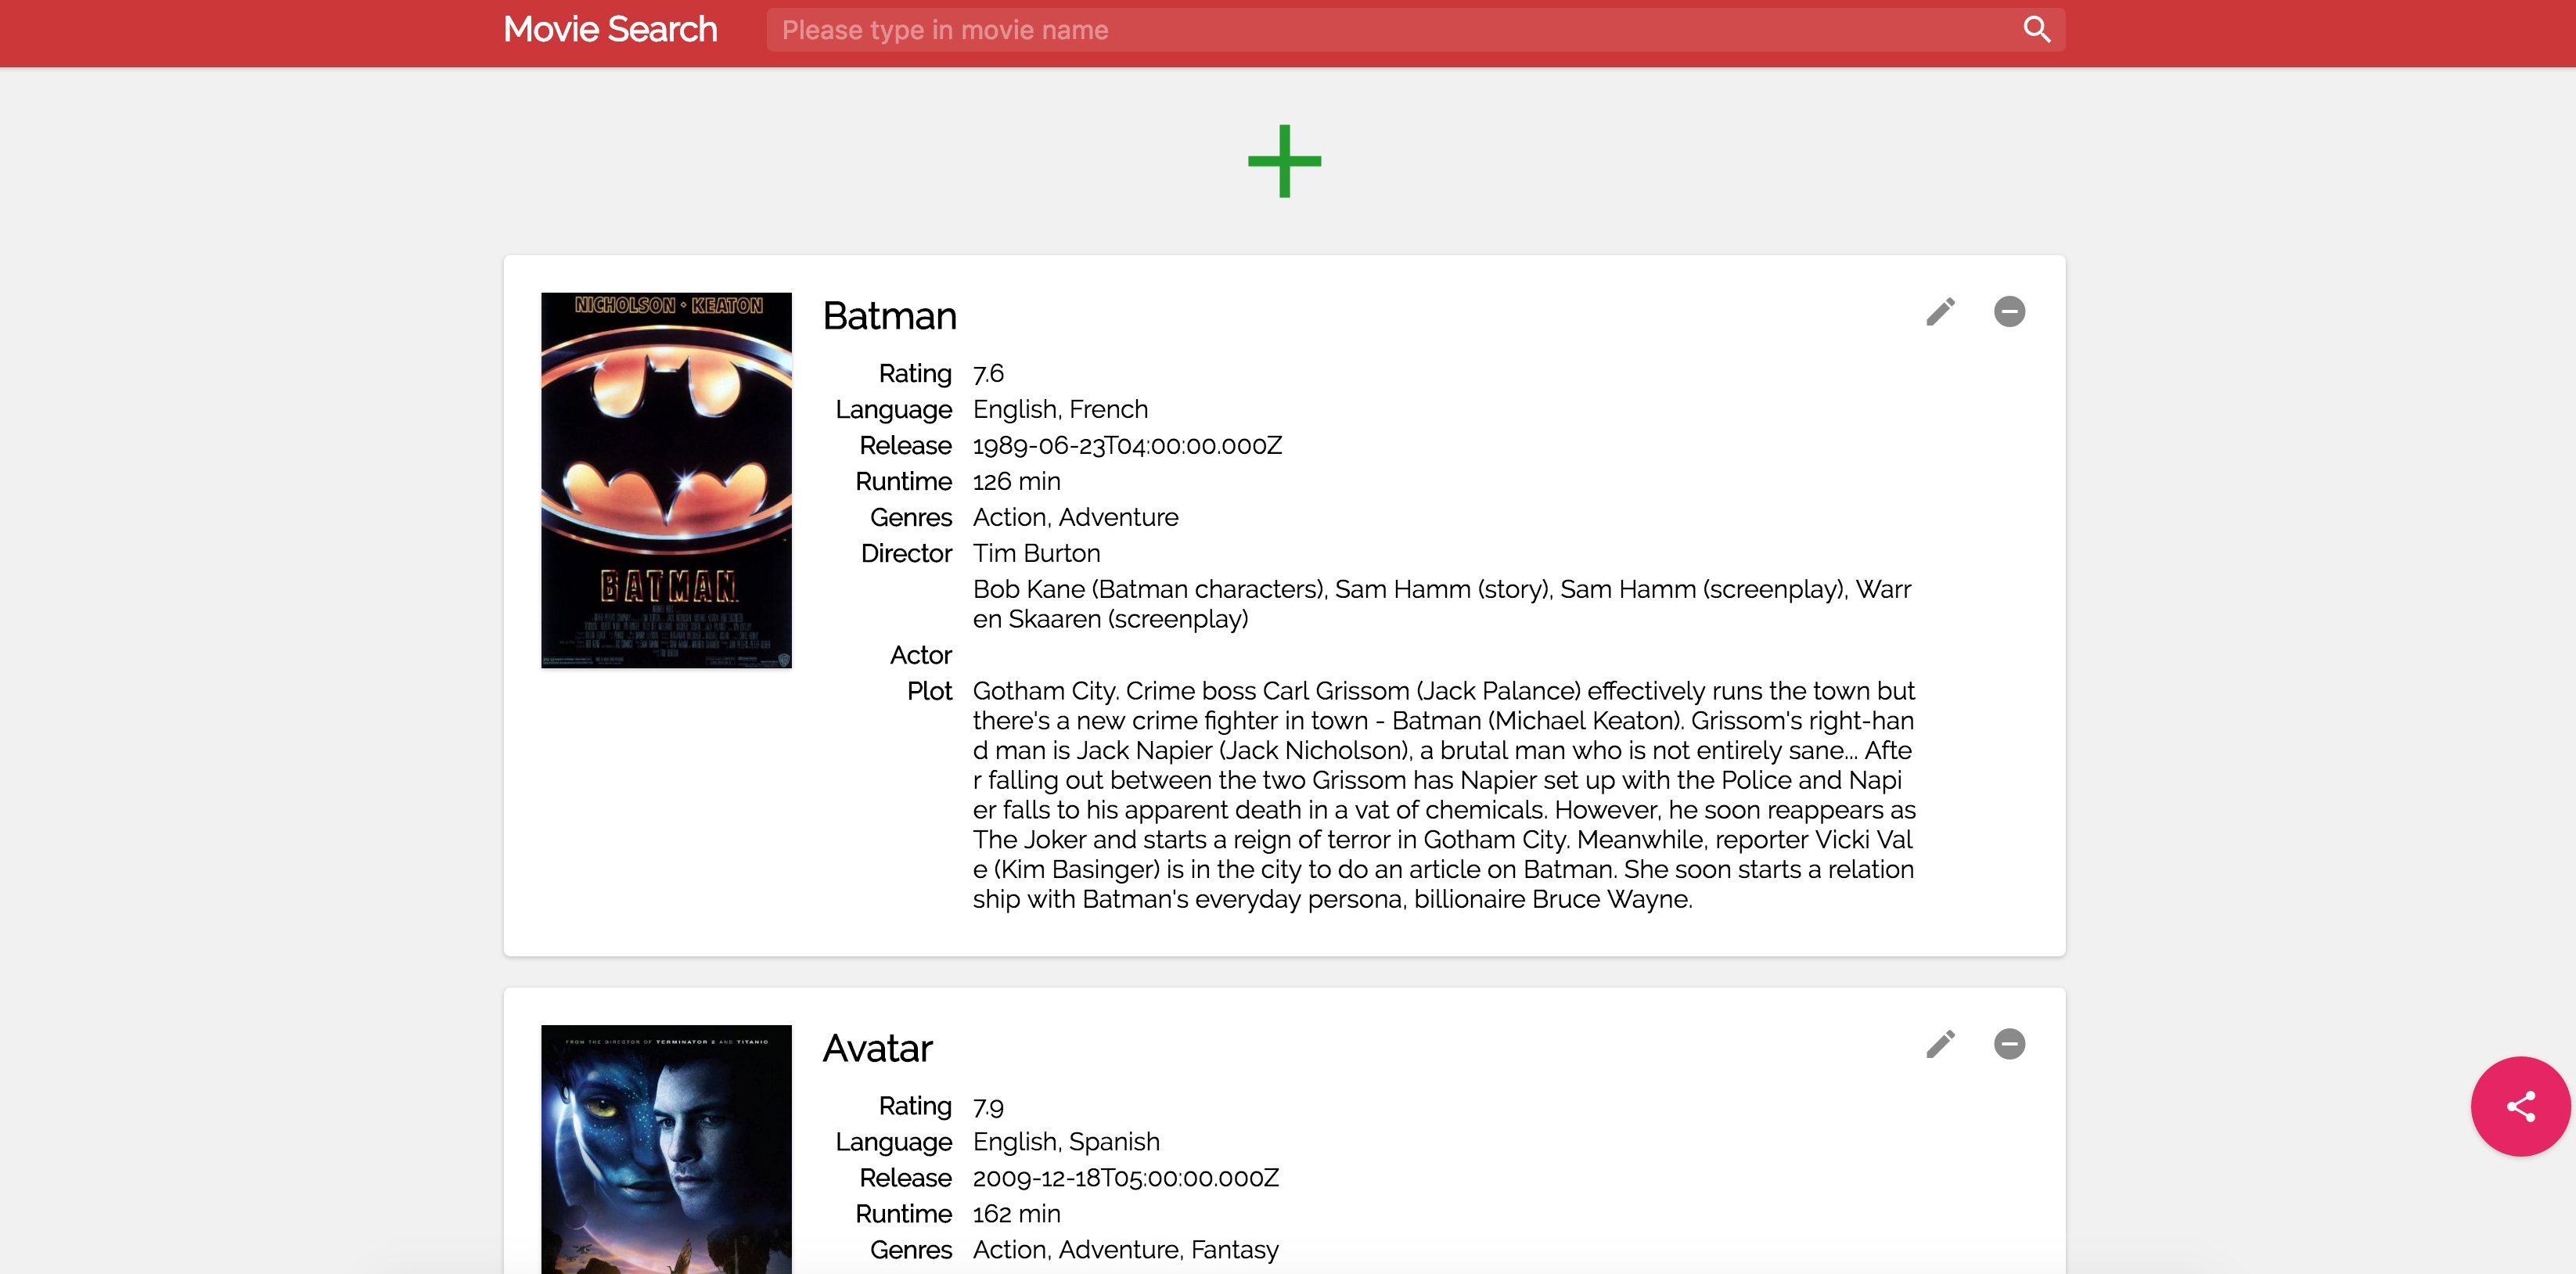 Movie Search
Please type in movie name
NICHOLSON · KEATON
BATMAN
Batman
Rating 7.6
Language English, French
Release 1989-06-23T04:00:00.000Z
Runtime 126 min
Genres Action, Adventure
Director Tim Burton
Bob Kane (Batman characters), Sam Hamm (story), Sam Hamm (screenplay), Warr
en Skaaren (screenplay)
Actor
Plot Gotham City. Crime boss Carl Grissom (Jack Palance) effectively runs the town but
there's a new crime fighter in town - Batman (Michael Keaton). Grissom's right-han
d man is Jack Napier (Jack Nicholson), a brutal man who is not entirely sane... Afte
r falling out between the two Grissom has Napier set up with the Police and Napi
er falls to his apparent death in a vat of chemicals. However, he soon reappears as
The Joker and starts a reign of terror in Gotham City. Meanwhile, reporter Vicki Val
e (Kim Basinger) is in the city to do an article on Batman. She soon starts a relation
ship with Batman's everyday persona, billionaire Bruce Wayne.
FROM THE DIRECTOR OF TERMINATOR 2 AND TITANIC
Avatar
Rating 7.9
Language English, Spanish
Release 2009-12-18T05:00:00.000Z
Runtime 162 min
Genres Action, Adventure, Fantasy